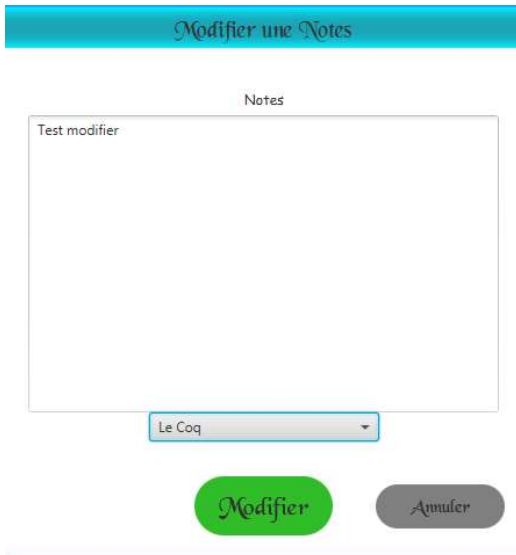 Modifier une Notes
Notes
Test modifier
Le Coq
Modifier
Annuler